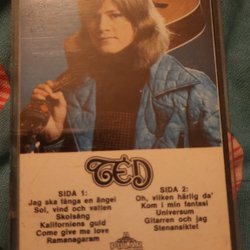 TED
SIDA 1:
Jag ska fånga en ängel
Sol, vind och vatten
Skolsång
Kaliforniens guld
Come give me love
Ramanagaram
SIDA 2:
Oh, vilken härlig da'
Kom i min fantasi
Universum
Gitarren och jag
Stenansiktet